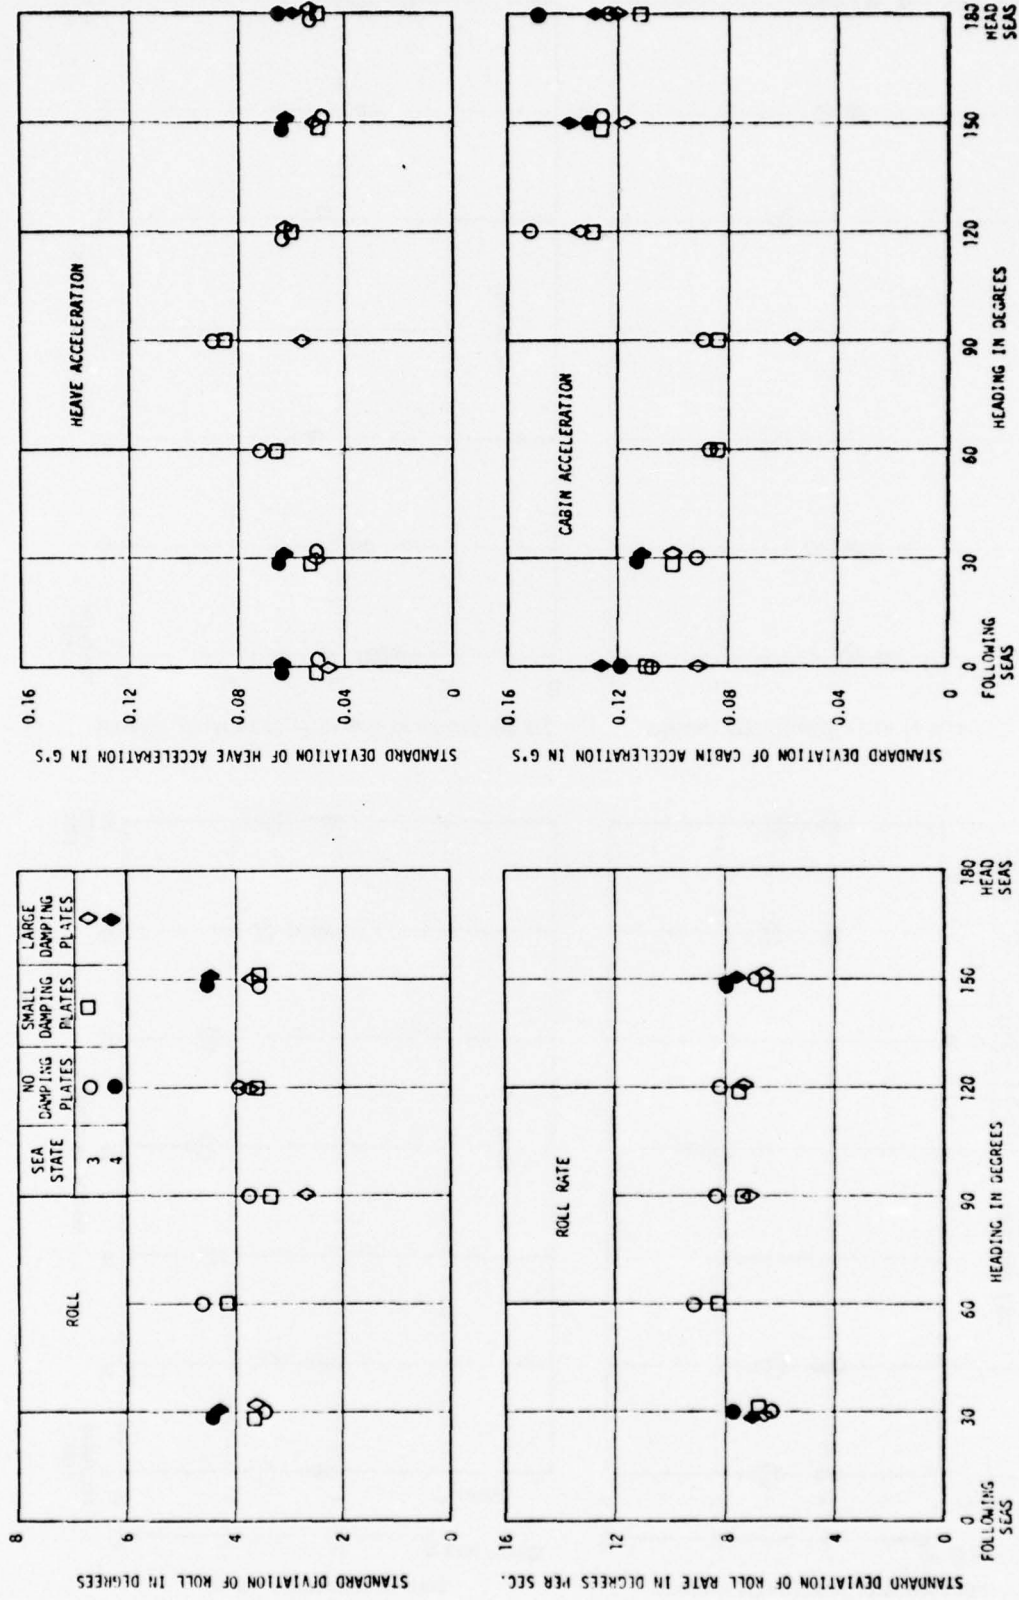 SEA STATE
NO DAMPING PLATES
SMALL DAMPING PLATES
LARGE DAMPING PLATES
3
4
ROLL
STANDARD DEVIATION OF ROLL IN DEGREES
8
6
4
2
0
HEAVE ACCELERATION
STANDARD DEVIATION OF HEAVE ACCELERATION IN G'S
0.16
0.12
0.08
0.04
0
ROLL RATE
STANDARD DEVIATION OF ROLL RATE IN DEGREES PER SEC.
16
12
8
4
0
0
30
60
90
120
150
180
FOLLOWING SEAS
HEAD SEAS
HEADING IN DEGREES
CABIN ACCELERATION
STANDARD DEVIATION OF CABIN ACCELERATION IN G'S
0.16
0.12
0.08
0.04
0
0
30
60
90
120
150
180
FOLLOWING SEAS
HEAD SEAS
HEADING IN DEGREES